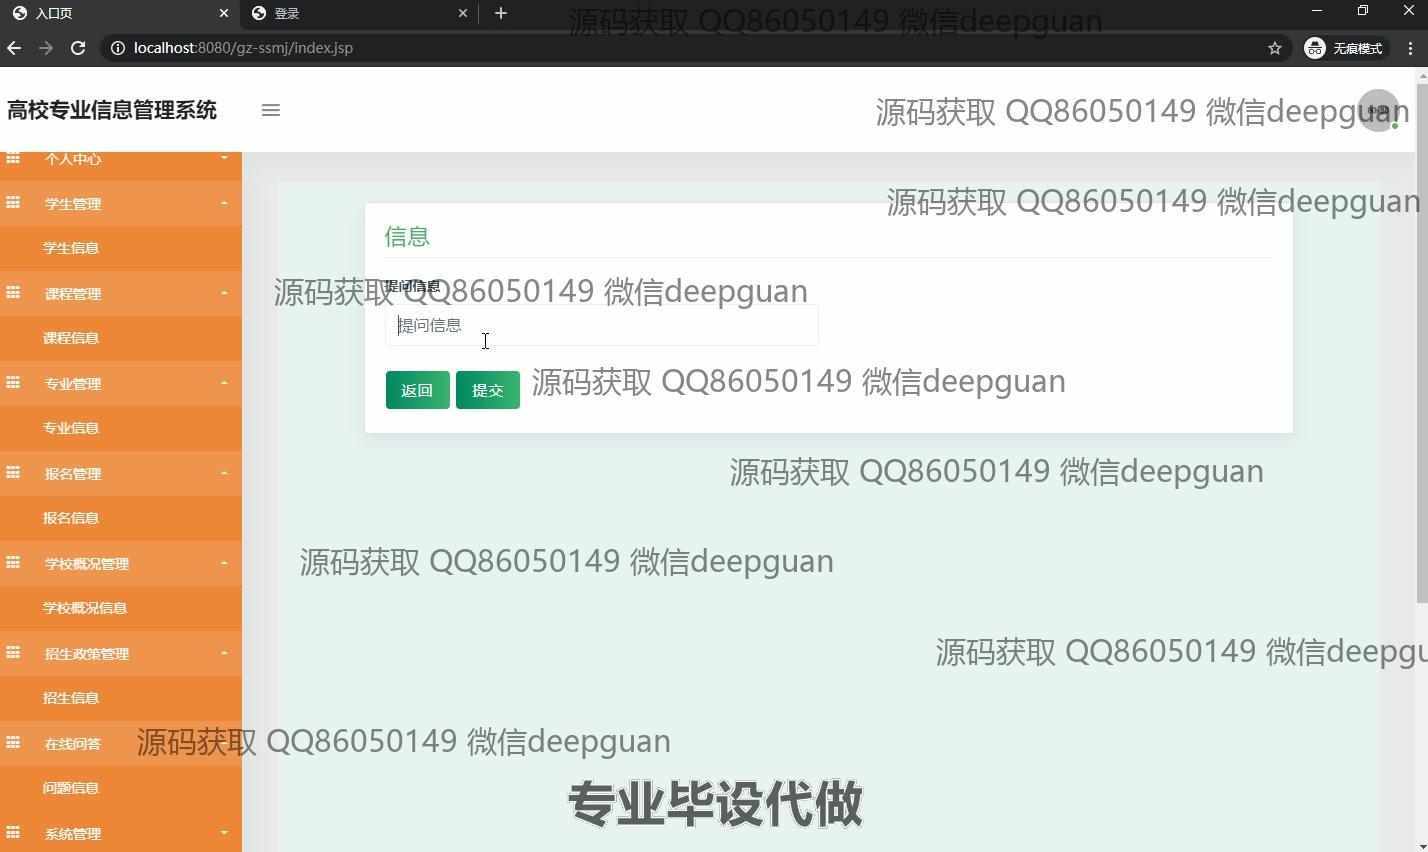 入口页
登录
源码获取 QQ86050149 微信deepguan
localhost:8080/gz-ssmj/index.jsp
无痕模式
高校专业信息管理系统
源码获取 QQ86050149 微信deepguan
个人中心
源码获取 QQ86050149 微信deepguan
学生管理
信息
学生信息
提问信息
源码获取 QQ86050149 微信deepguan
课程管理
提问信息
课程信息
返回
提交
源码获取 QQ86050149 微信deepguan
专业管理
专业信息
源码获取 QQ86050149 微信deepguan
报名管理
报名信息
源码获取 QQ86050149 微信deepguan
学校概况管理
学校概况信息
源码获取 QQ86050149 微信deepgu
招生政策管理
招生信息
源码获取 QQ86050149 微信deepguan
在线问答
问题信息
专业毕设代做
系统管理